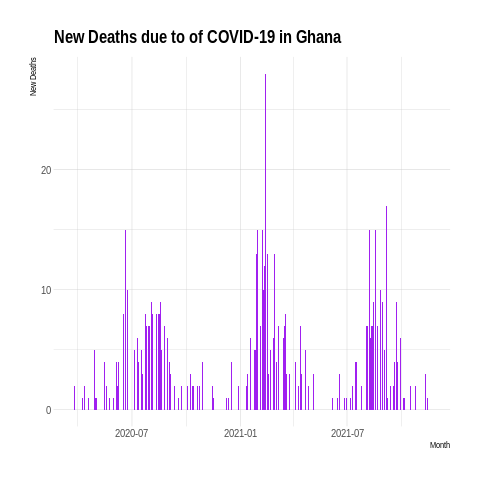 New Deaths due to of COVID-19 in Ghana
New Deaths
20
10
0
2020-07
2021-01
2021-07
Month